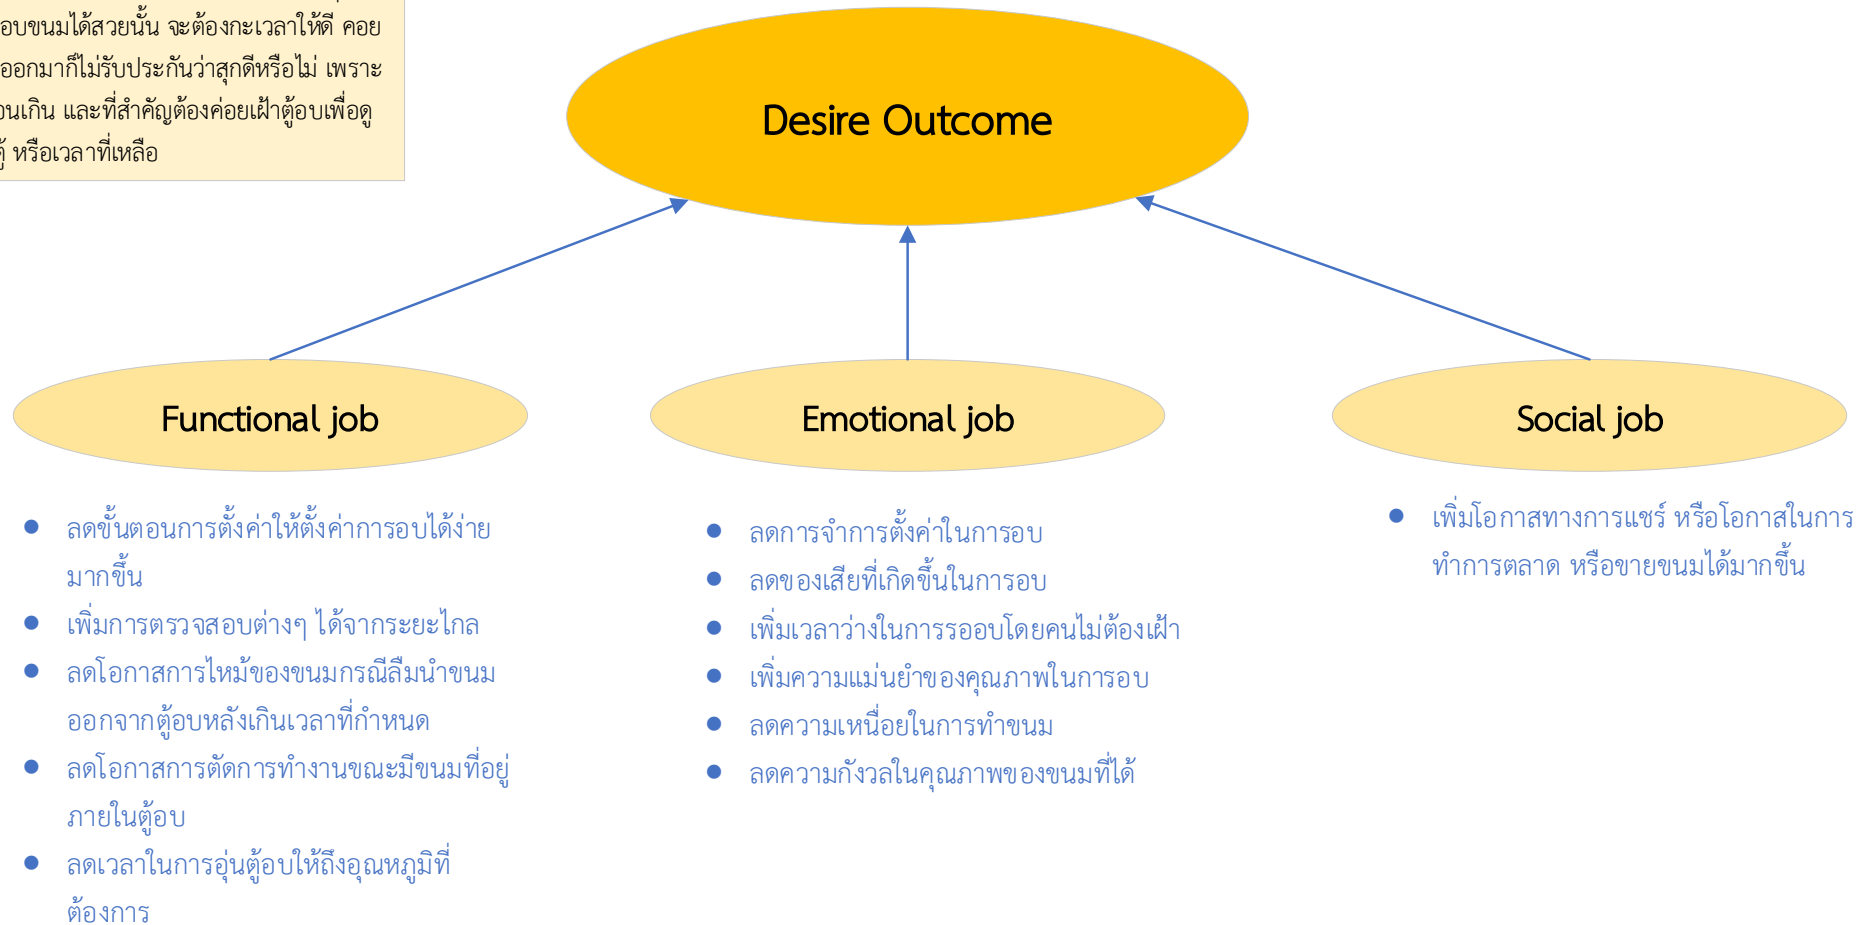 อบขนมได้สวยนั้น จะต้องกะเวลาให้ดี คอย
ออกมาก็ไม่รับประกันว่าสุกดีหรือไม่ เพราะ
นเกิน และที่สำคัญต้องค่อยเฝ้าตู้อบเพื่อดู
หรือเวลาที่เหลือ
Desire Outcome
Functional job
Emotional job
Social job
ลดขั้นตอนการตั้งค่าให้ตั้งค่าการอบได้ง่าย
มากขึ้น
เพิ่มการตรวจสอบต่างๆ ได้จากระยะไกล
ลดโอกาสการไหม้ของขนมกรณีลืมนำขนม
ออกจากตู้อบหลังเกินเวลาที่กำหนด
ลดโอกาสการตัดการทำงานขณะมีขนมที่อยู่
ภายในตู้อบ
ลดเวลาในการอุ่นตู้อบให้ถึงอุณหภูมิที่
ต้องการ
ลดการจำการตั้งค่าในการอบ
ลดของเสียที่เกิดขึ้นในการอบ
เพิ่มเวลาว่างในการรออบโดยคนไม่ต้องเฝ้า
เพิ่มความแม่นยำของคุณภาพในการอบ
ลดความเหนื่อยในการทำขนม
ลดความกังวลในคุณภาพของขนมที่ได้
เพิ่มโอกาสทางการแชร์ หรือโอกาสในการ
ทำการตลาด หรือขายขนมได้มากขึ้น